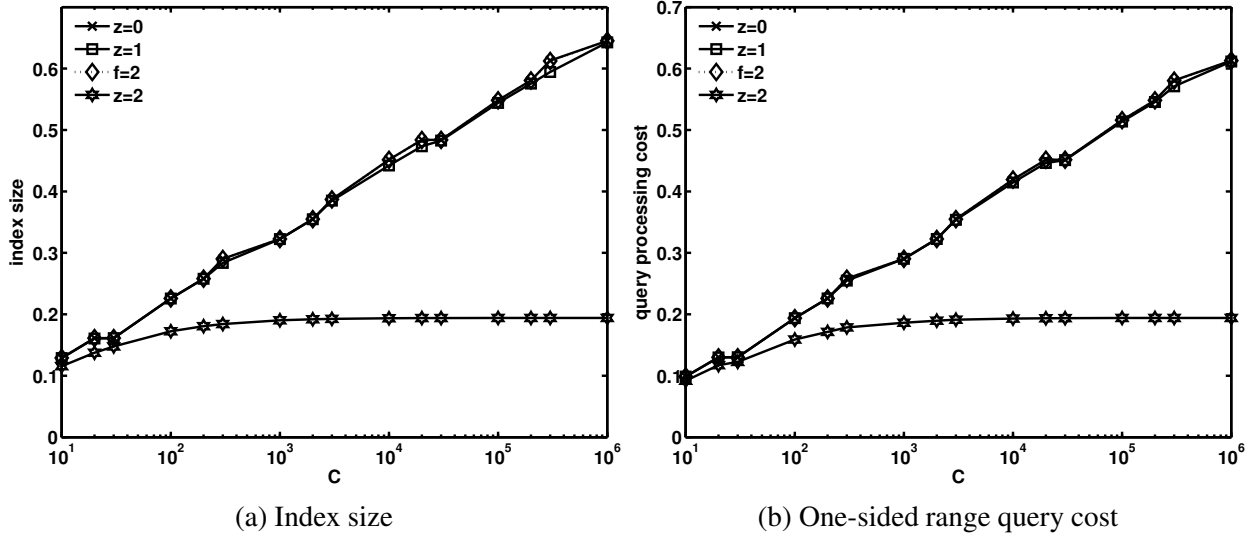 z=0
z=1
f=2
z=2
index size
0.6
0.5
0.4
0.3
0.2
0.1
0
10^1 10^2 10^3 10^4 10^5 10^6
C
(a) Index size
z=0
z=1
f=2
z=2
query processing cost
0.7
0.6
0.5
0.4
0.3
0.2
0.1
0
10^1 10^2 10^3 10^4 10^5 10^6
C
(b) One-sided range query cost